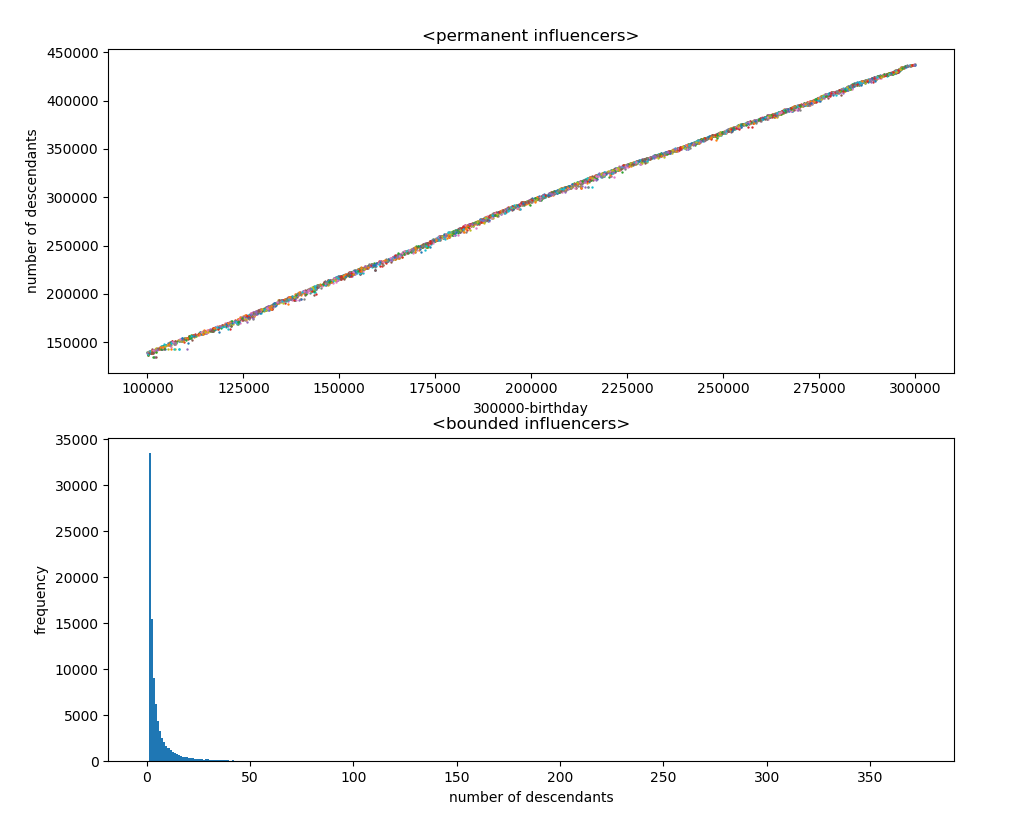 <permanent influencers>
450000
400000
350000
300000
250000
200000
150000
number of descendants
100000 125000 150000 175000 200000 225000 250000 275000 300000
300000-birthday
<bounded influencers>
35000
30000
25000
20000
15000
10000
5000
0
frequency
0 50 100 150 200 250 300 350
number of descendants